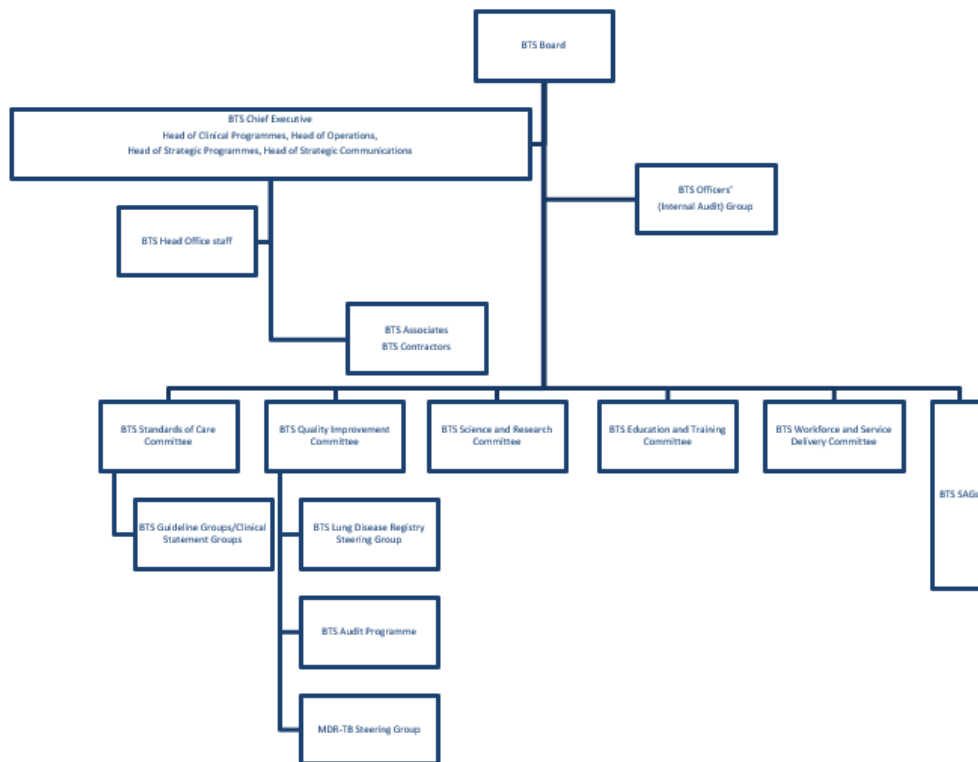 BTS Board
BTS Chief Executive
Head of Clinical Programmes, Head of Operations,
Head of Strategic Programmes, Head of Strategic Communications
BTS Officers'
(Internal Audit) Group
BTS Head Office staff
BTS Associates
BTS Contractors
BTS Standards of Care
Committee
BTS Quality Improvement
Committee
BTS Science and Research
Committee
BTS Education and Training
Committee
BTS Workforce and Service
Delivery Committee
BTS SAGs
BTS Guideline Groups/Clinical
Statement Groups
BTS Lung Disease Registry
Steering Group
BTS Audit Programme
MDR-TB Steering Group